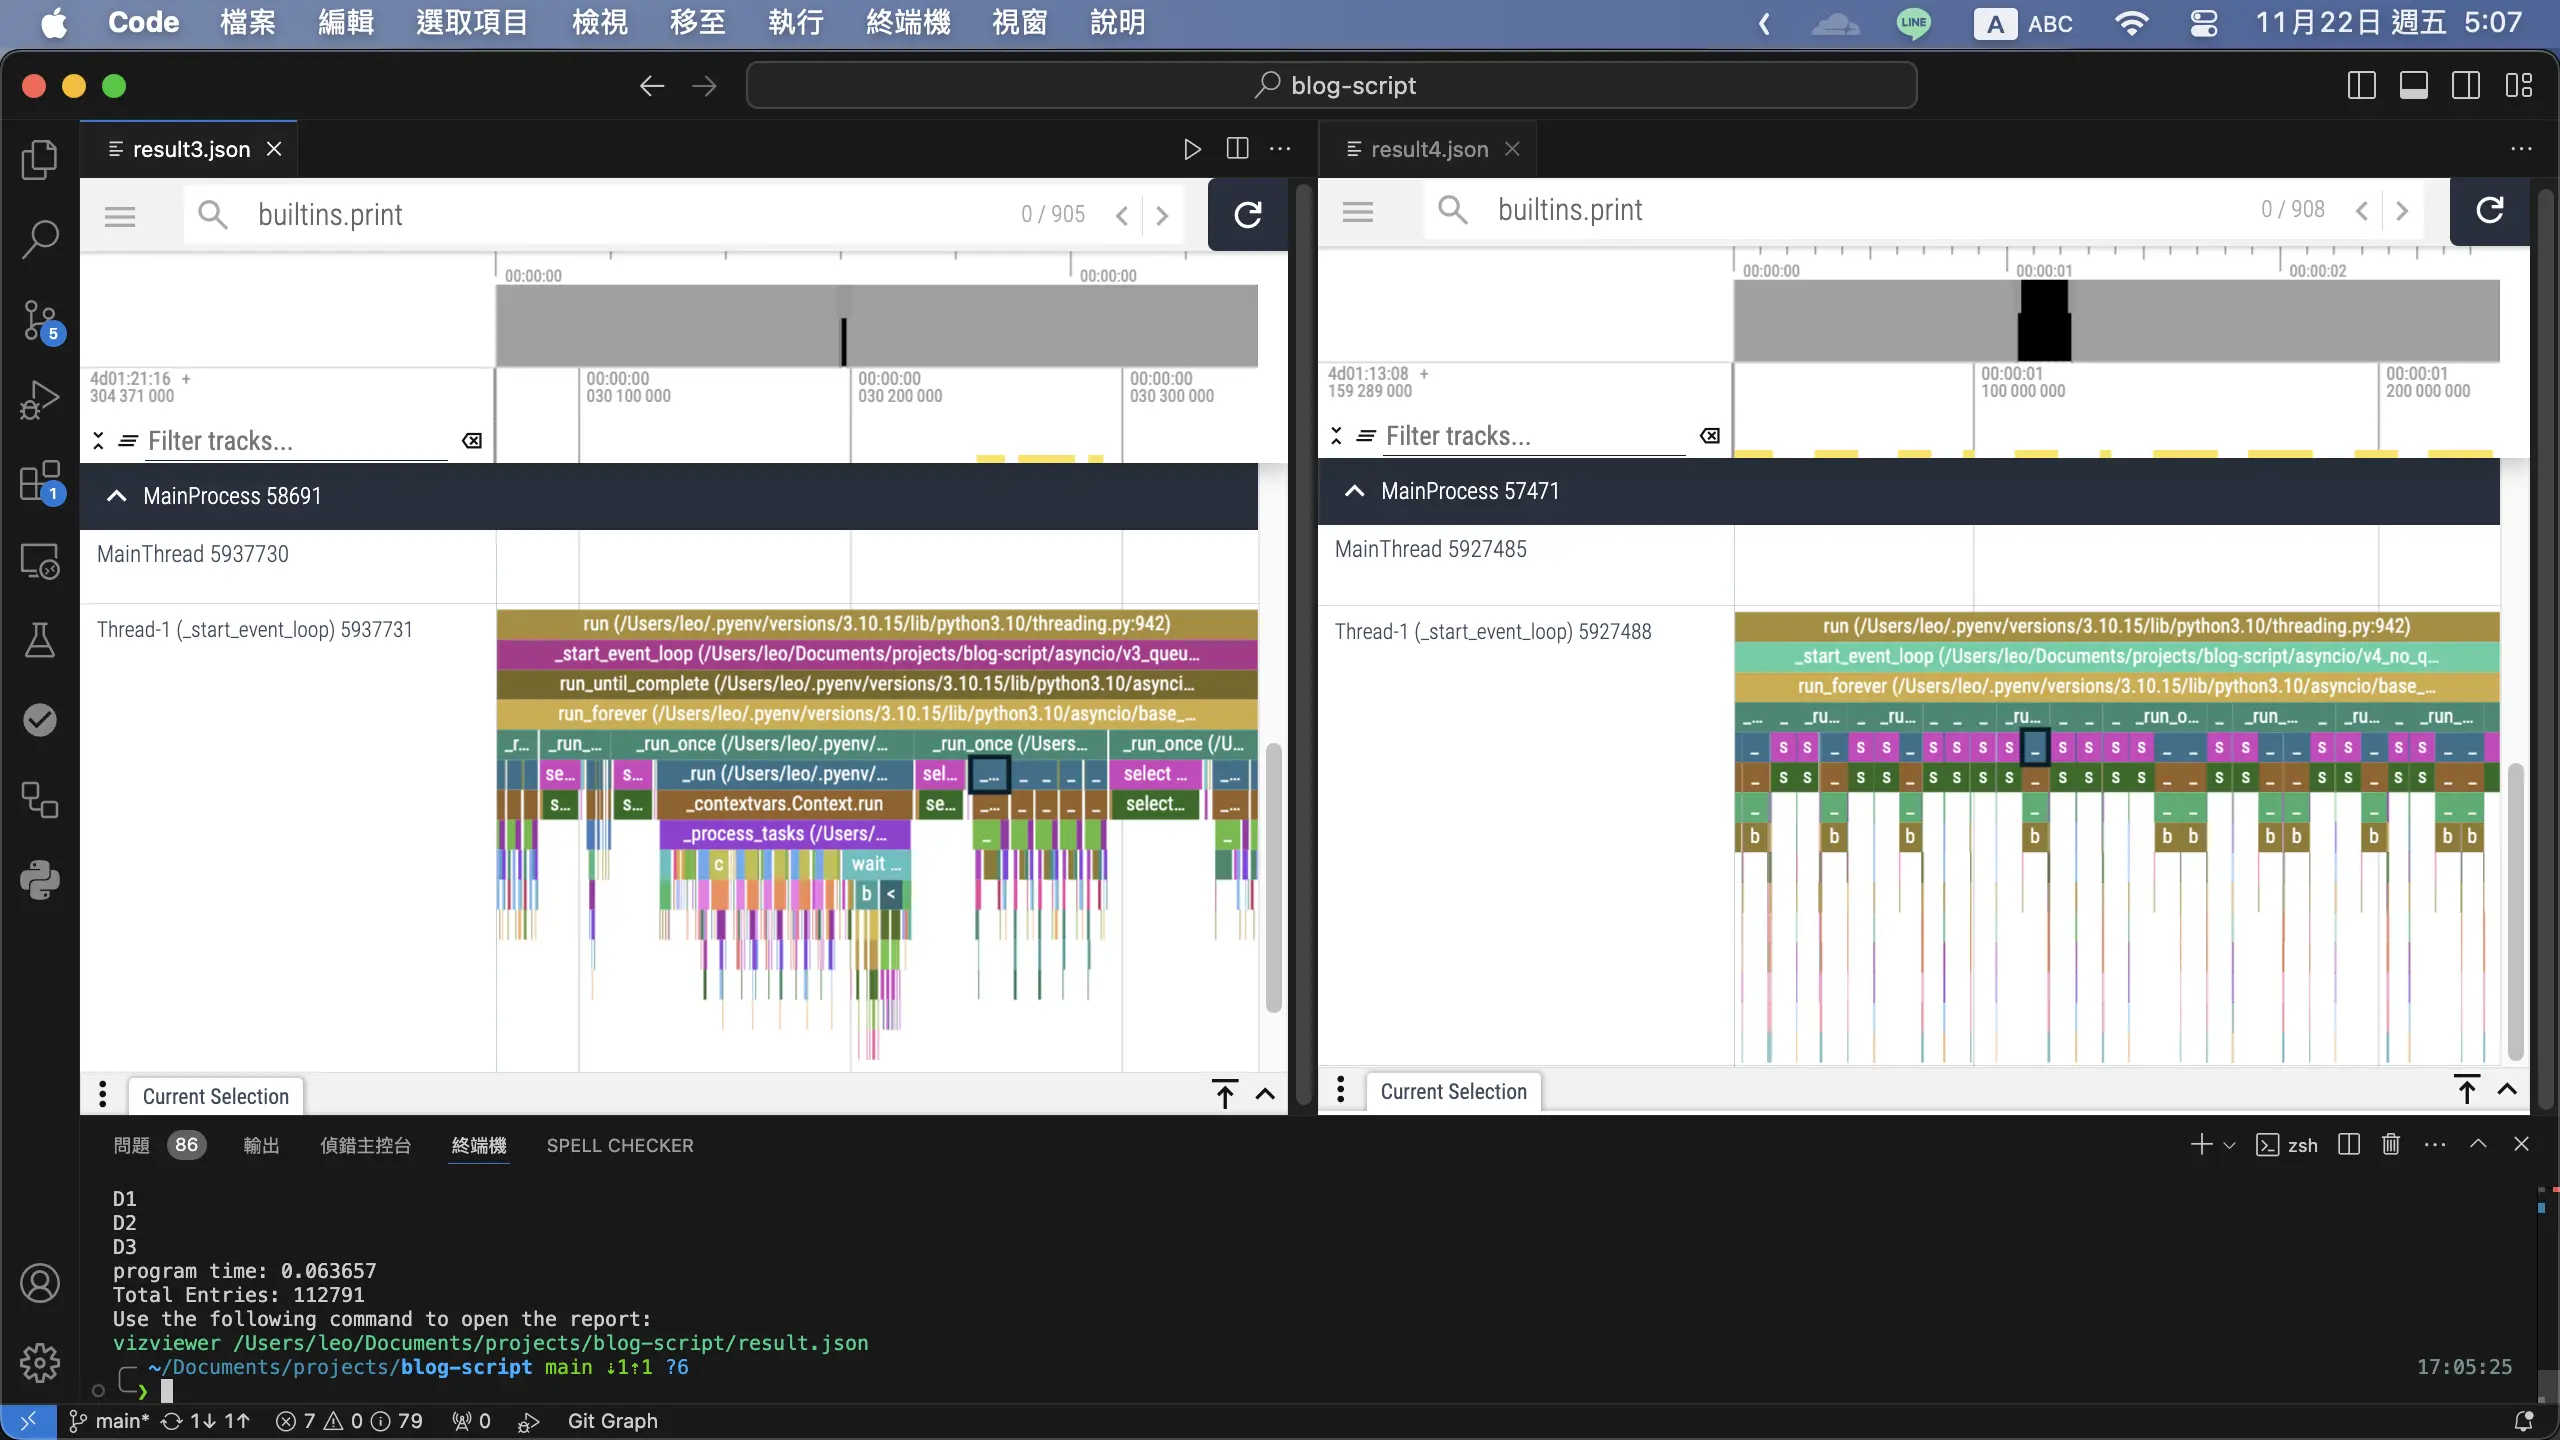 Code 檔案 編輯 選取項目 檢視 移至 執行 終端機 視窗 說明 LINE A ABC 11月22日 週五 5:07
blog-script
result3.json
builtins.print 0 / 905
00:00:00 00:00:00
4d01:21:16 +
304 371 000
00:00:00 00:00:00 00:00:00
030 100 000 030 200 000 030 300 000
Filter tracks...
MainProcess 58691
MainThread 5937730
Thread-1 (_start_event_loop) 5937731
run (/Users/leo/.pyenv/versions/3.10.15/lib/python3.10/threading.py:942)
_start_event_loop (/Users/leo/Documents/projects/blog-script/asyncio/v3_queu...
run_until_complete (/Users/leo/.pyenv/versions/3.10.15/lib/python3.10/asynci...
run_forever (/Users/leo/.pyenv/versions/3.10.15/lib/python3.10/asyncio/base_...
_r... _run_... _run_once (/Users/leo/.pyenv/... _run_once (/Users... _run_once (/U...
se... s... _run (/Users/leo/.pyenv/... sel... _... _ _ _ _ select ... _...
s... s... _contextvars.Context.run se... _... _ _ _ _ select... _...
_process_tasks (/Users/... _ _
c wait ...
b <
Current Selection
result4.json
builtins.print 0 / 908
00:00:00 00:00:01 00:00:02
4d01:13:08 +
159 289 000
00:00:01 00:00:01
100 000 000 200 000 000
Filter tracks...
MainProcess 57471
MainThread 5927485
Thread-1 (_start_event_loop) 5927488
run (/Users/leo/.pyenv/versions/3.10.15/lib/python3.10/threading.py:942)
_start_event_loop (/Users/leo/Documents/projects/blog-script/asyncio/v4_no_q...
run_forever (/Users/leo/.pyenv/versions/3.10.15/lib/python3.10/asyncio/base_...
_... _ _ru... _ _ru... _ _ _ _ru... _ _ _ _run_o... _ _run_... _ _ru... _ _run_...
_ s s _ s s _ s s s s _ s s s s _ _ s s _ _ s s _ s s _ _
_ s s _ s s _ s s s s _ s s s s _ _ s s _ _ s s _ s s _ _
_ _ _ _ _ _ _ _ _ _ _
b b b b b b b b b b b
Current Selection
問題 86 輸出 偵錯主控台 終端機 SPELL CHECKER zsh
D1
D2
D3
program time: 0.063657
Total Entries: 112791
Use the following command to open the report:
vizviewer /Users/leo/Documents/projects/blog-script/result.json
~/Documents/projects/blog-script main ⇣1⇡1 ?6 17:05:25
❯
5
1
main* 1↓ 1↑ 7 0 79 0 Git Graph